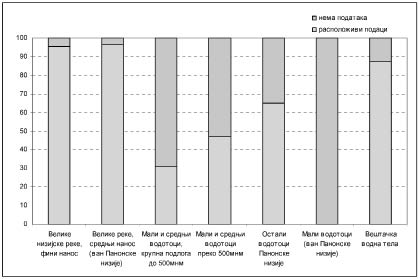 нема података
расположиви подаци
100
90
80
70
60
50
40
30
20
10
0
Велике
низијске реке,
фини нанос
Велике реке,
средњи нанос
(ван Панонске
низије)
Мали и средњи
водотоци,
крупна подлога
до 500мнм
Мали и средњи
водотоци
преко 500мнм
Остали
водотоци
Панонске
низије
Мали водотоци
(ван Панонске
низије)
Вештачка
водна тела